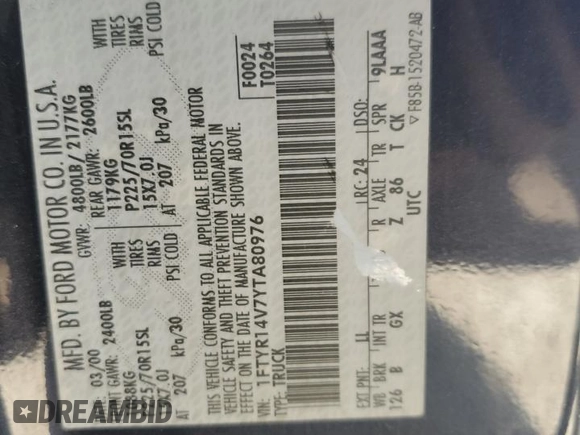 MFD. BY FORD MOTOR CO. IN U.S.A.
03/00 GVWR: 4800LB/ 2177KG
GAWR: 2400LB REAR GAWR: 2600LB
1179KG WITH
P225/70R15SL TIRES
15X7.0J RIMS
AT 207 kPa/30 PSI COLD
WITH
225/70R15SL TIRES
15X7.0J RIMS
AT 207 kPa/30 PSI COLD
THIS VEHICLE CONFORMS TO ALL APPLICABLE FEDERAL MOTOR
VEHICLE SAFETY AND THEFT PREVENTION STANDARDS IN
EFFECT ON THE DATE OF MANUFACTURE SHOWN ABOVE.
VIN: 1FTYR14V7YTA80976 F0024
TYPE: TRUCK T0264
EXT PNT: LL RC: 24 DSO:
WB BRK INT TR R AXLE TR SPR
126 B GX Z 86 T CK H 9LAAA
UTC
▽ F85B-1520472-AB
DREAMBID